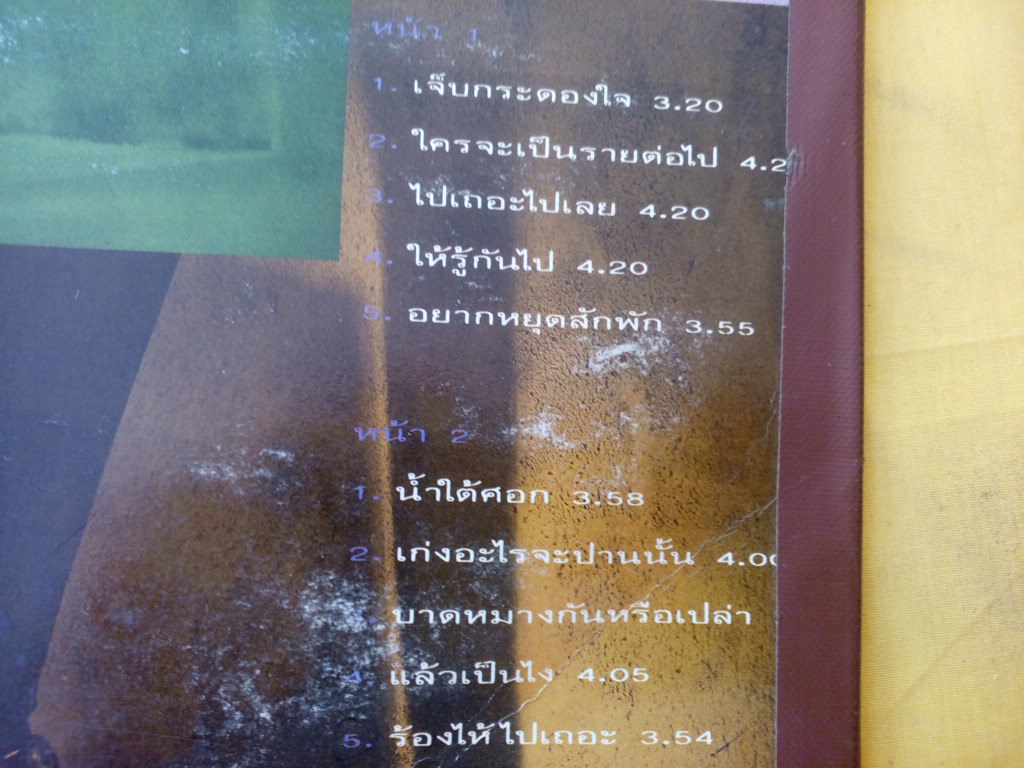 หน้า 1
1. เจ็บกระดองใจ 3.20
2. ใครจะเป็นรายต่อไป 4.2
3. ไปเถอะไปเลย 4.20
4. ให้รู้กันไป 4.20
5. อยากหยุดสักพัก 3.55
หน้า 2
1. น้ำใต้ศอก 3.58
2. เก่งอะไรจะปานนั้น 4.00
3. บาดหมางกันหรือเปล่า
4. แล้วเป็นไง 4.05
5. ร้องไห้ ไปเถอะ 3.54